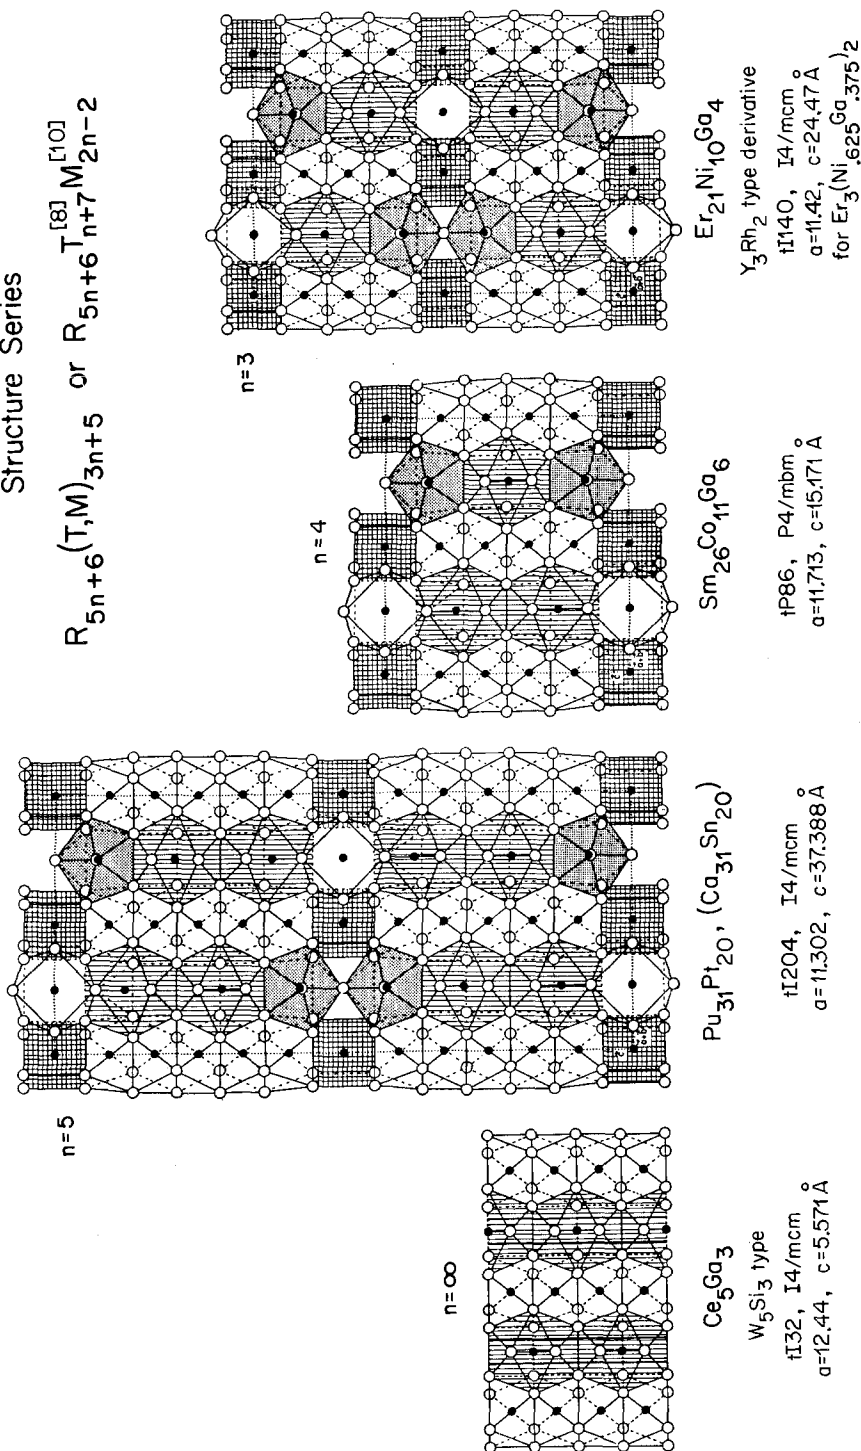 Structure Series
R5n+6(T,M)3n+5 or R5n+6T[8]n+7M[10]2n-2
n=∞
Ce5Ga3
W5Si3 type
tI32, I4/mcm
a=12.44, c=5.571Å
n=5
Pu31Pt20, (Ca31Sn20)
tI204, I4/mcm
a=11.302, c=37.388Å
n=4
Sm26Co11Ga6
tP86, P4/mbm
a=11.713, c=15.171 Å
n=3
Er21Ni10Ga4
Y3Rh2 type derivative
tI140, I4/mcm
a=11.42, c=24.47Å
for Er3(Ni.625Ga.375)2